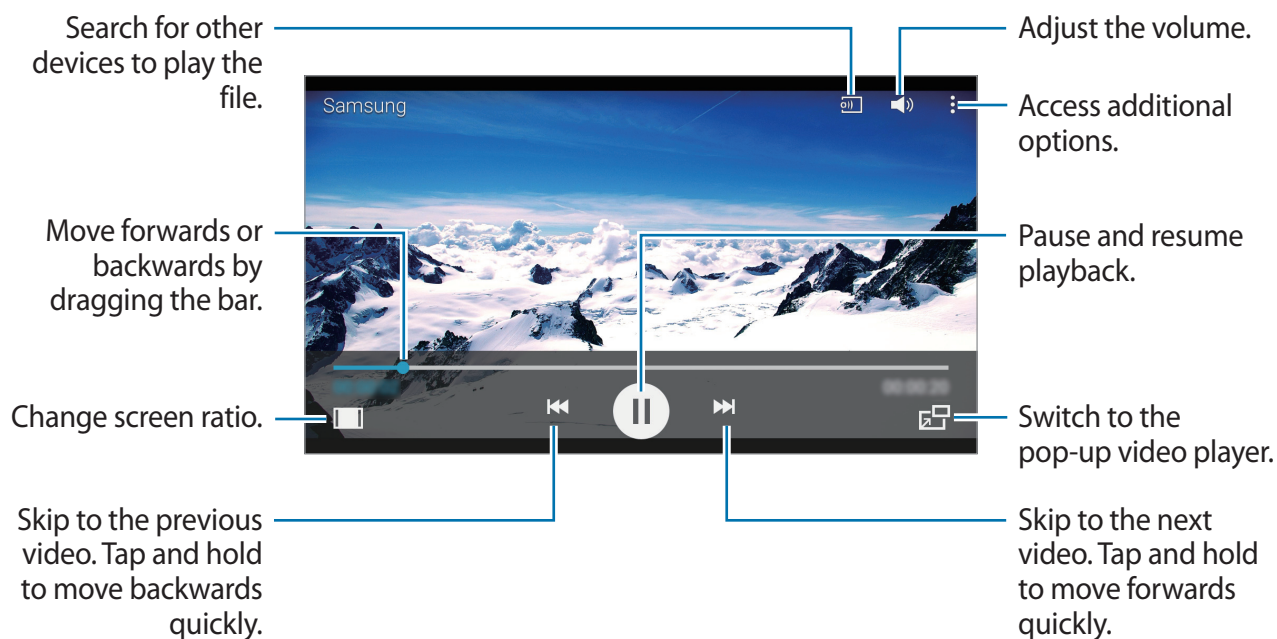 Search for other
devices to play the
file.
Adjust the volume.
Samsung
Access additional
options.
Move forwards or
backwards by
dragging the bar.
Pause and resume
playback.
00:00:20
Change screen ratio.
Switch to the
pop-up video player.
Skip to the previous
video. Tap and hold
to move backwards
quickly.
Skip to the next
video. Tap and hold
to move forwards
quickly.